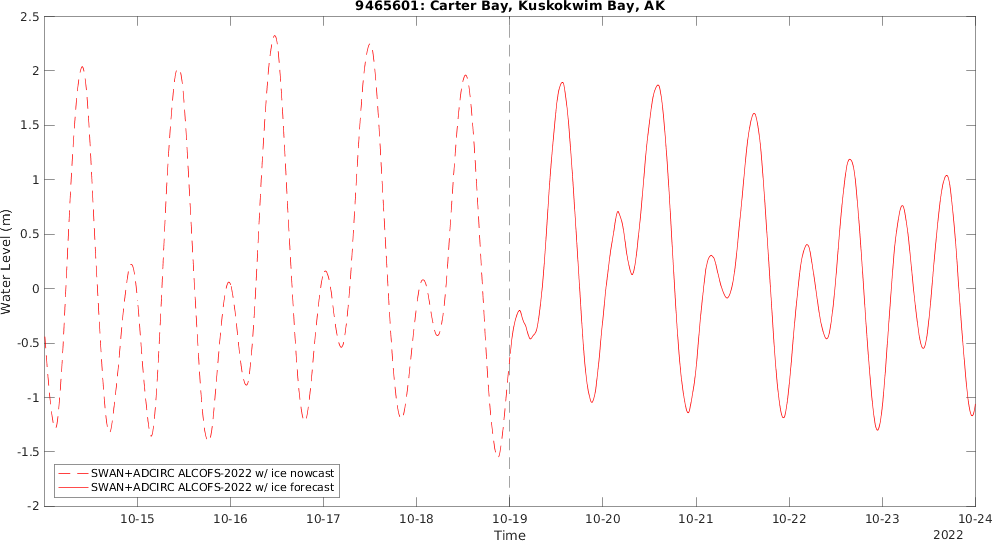 9465601: Carter Bay, Kuskokwim Bay, AK
2.5
2
1.5
1
0.5
0
-0.5
-1
-1.5
-2
Water Level (m)
SWAN+ADCIRC ALCOFS-2022 w/ ice nowcast
SWAN+ADCIRC ALCOFS-2022 w/ ice forecast
10-15 10-16 10-17 10-18 10-19 10-20 10-21 10-22 10-23 10-24
Time
2022